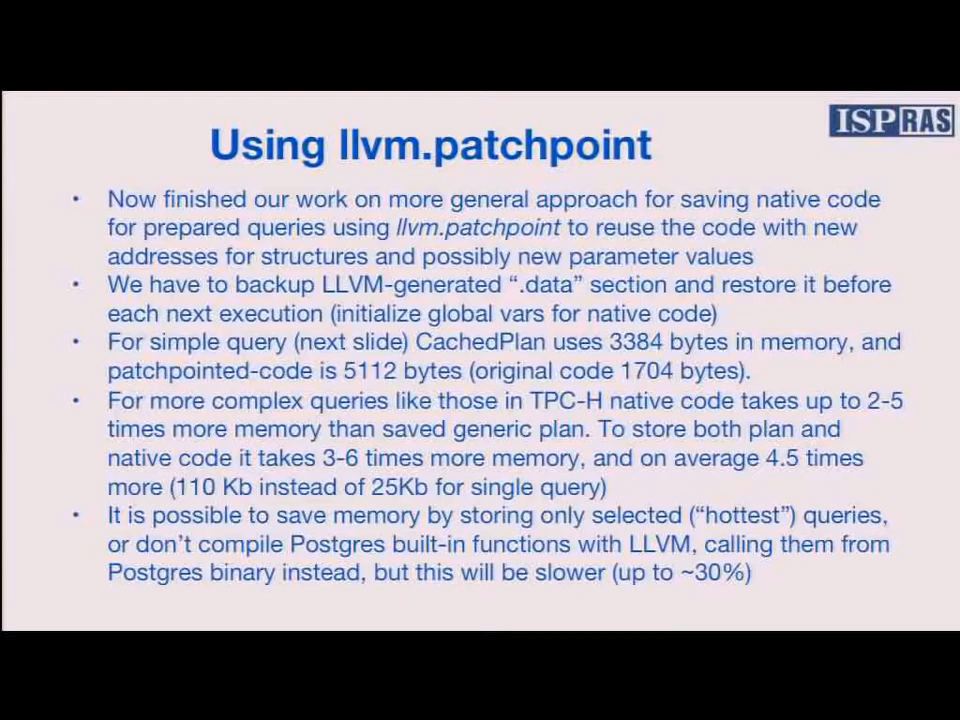 ISPRAS
Using llvm.patchpoint
• Now finished our work on more general approach for saving native code
for prepared queries using llvm.patchpoint to reuse the code with new
addresses for structures and possibly new parameter values
• We have to backup LLVM-generated “.data” section and restore it before
each next execution (initialize global vars for native code)
• For simple query (next slide) CachedPlan uses 3384 bytes in memory, and
patchpointed-code is 5112 bytes (original code 1704 bytes).
• For more complex queries like those in TPC-H native code takes up to 2-5
times more memory than saved generic plan. To store both plan and
native code it takes 3-6 times more memory, and on average 4.5 times
more (110 Kb instead of 25Kb for single query)
• It is possible to save memory by storing only selected (“hottest”) queries,
or don’t compile Postgres built-in functions with LLVM, calling them from
Postgres binary instead, but this will be slower (up to ~30%)